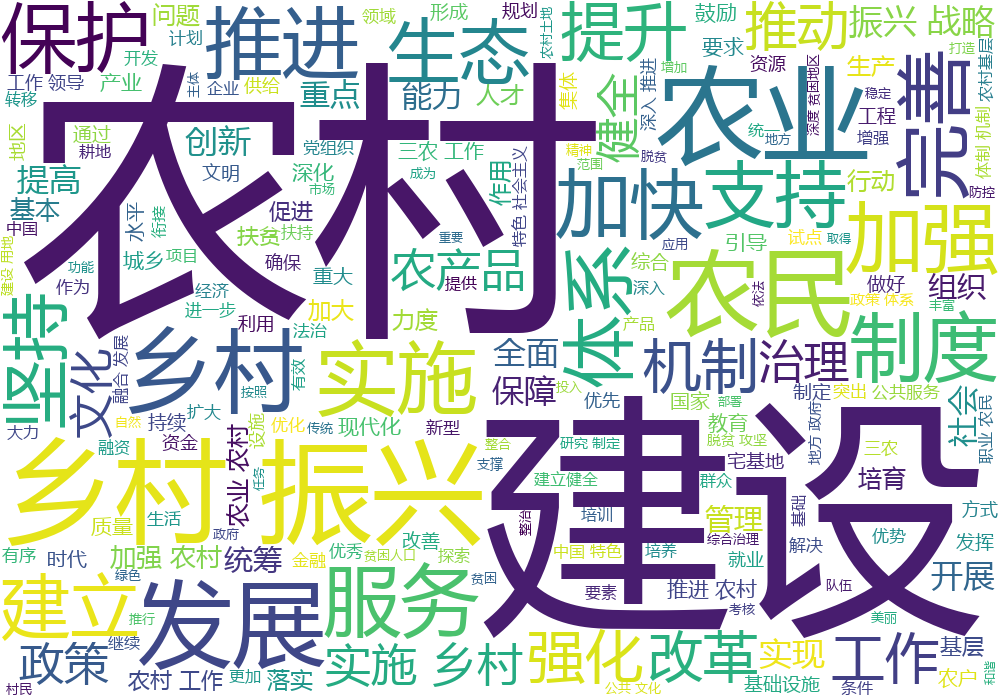 保护
推进
生态
提升
推动
振兴 战略
问题
计划
领域
形成
规划
鼓励
农村土地
要求
资源
生产
打造
农村基层
开发
产业
工作 领导
转移
主体
企业
供给
重点
能力
人才
集体
健全
深入 推进
增加
农业
深度 贫困地区
稳定
工程
增强
完善
体制 机制
防控
地区
通过
耕地
创新
党组织
三农 工作
精神
范围
脱贫
统一
地方
提高
文明
深化
市场
成为
作用
特色 社会主义
加快
支持
行动
基本
中国
水平
衔接
促进
扶贫
扶持
农村
重要
应用
引导
试点
取得
加强
建设 用地
功能
作为
城乡
项目
确保
重大
农产品
提供
体系
综合
深入
农民
依法
做好
组织
政策 体系
丰富
经济
进一步
利用
法治
加大
力度
产品
坚持
文化
融合 发展
乡村
有效
按照
实施
全面
保障
投入
机制
治理
制度
优先
国家
部署
制定
突出
公共服务
社会
职业 农民
大力
自然
持续
扩大
融资
资金
农业 农村
设施
优化
传统
现代化
新型
整合
研究 制定
教育
脱贫 攻坚
地方 政府
三农
乡村 振兴
任务
支撑
建立健全
群众
宅基地
培育
建设
质量
生活
政府
整治
培训
管理
综合治理
基础
解决
优势
方式
发挥
有序
时代
加强 农村
统筹
金融
优秀
贫困人口
改善
探索
贫困
中国 特色
培养
就业
要素
推进 农村
考核
队伍
开展
建立
绿色
推行
发展
服务
美丽
继续
政策
强化
改革
实现
工作
基层
和谐
村民
农村 工作
更加
落实
实施 乡村
公共 文化
基础设施
条件
农户